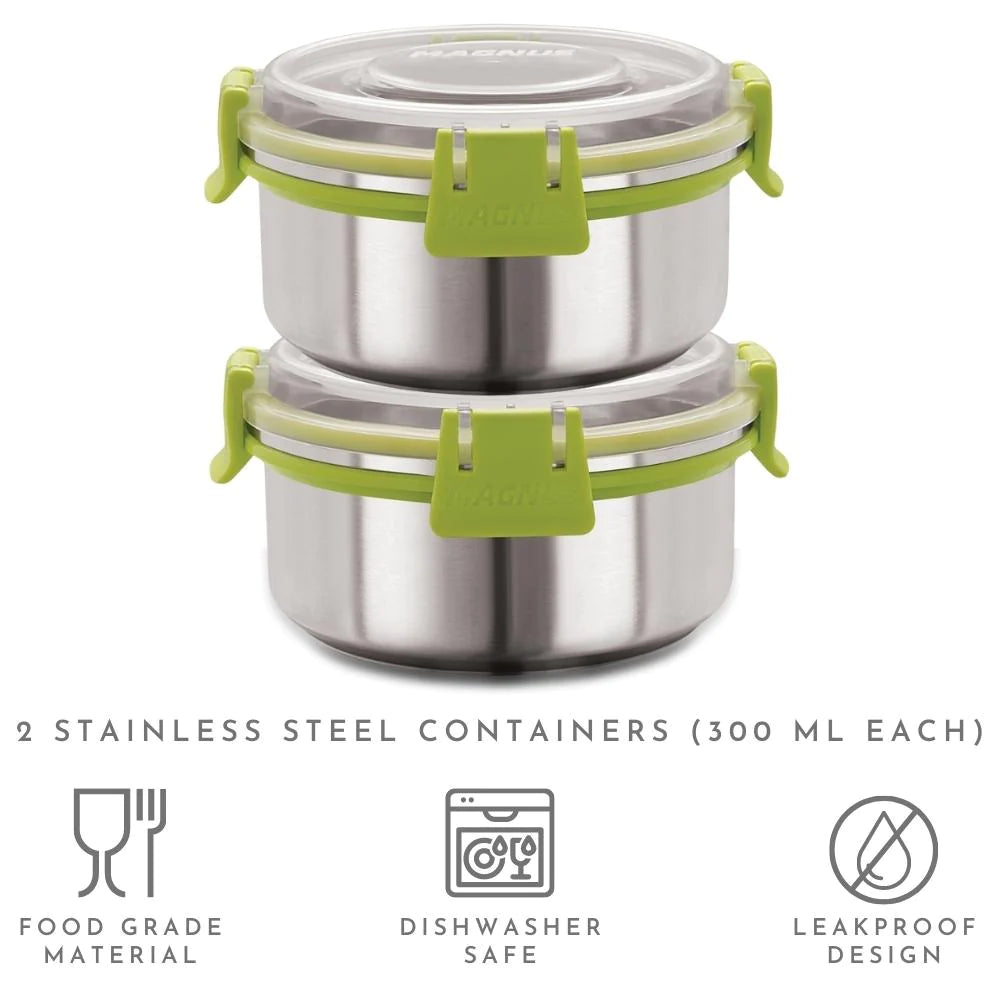 MAGNUS
MAGNUS
MAGNUS
2 STAINLESS STEEL CONTAINERS (300 ML EACH)
FOOD GRADE
MATERIAL
DISHWASHER
SAFE
LEAKPROOF
DESIGN